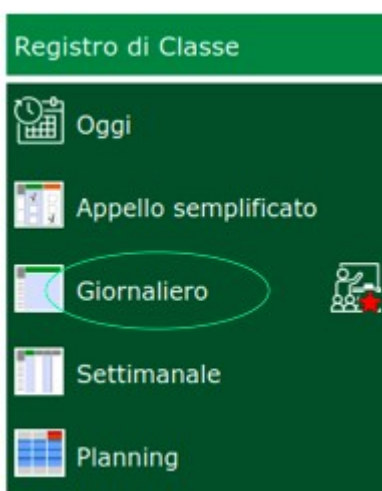 Registro di Classe
Oggi
Appello semplificato
Giornaliero
Settimanale
Planning